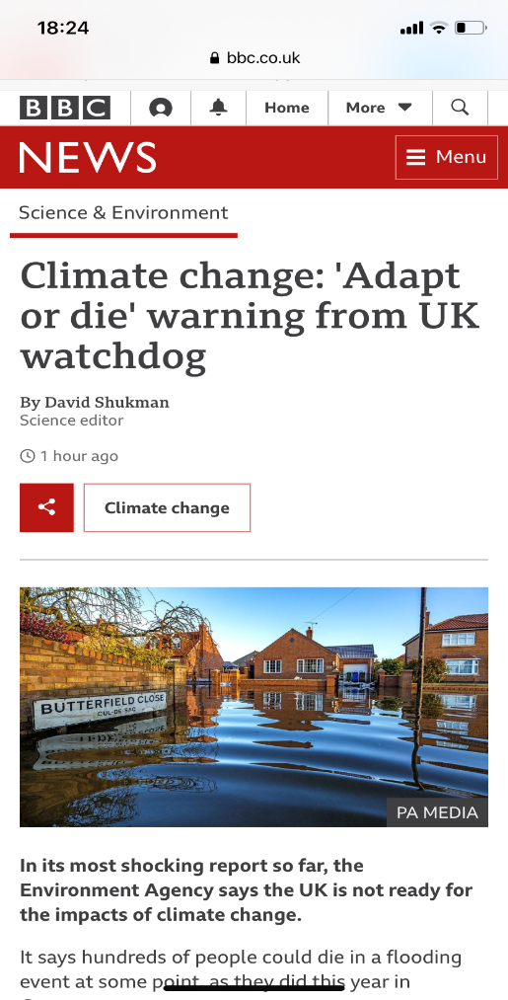 18:24
bbc.co.uk
BBC
Home
More
NEWS
Menu
Science & Environment
Climate change: 'Adapt
or die' warning from UK
watchdog
By David Shukman
Science editor
1 hour ago
Climate change
BUTTERFIELD CLOSE
CUL-DE-SAC
PA MEDIA
In its most shocking report so far, the
Environment Agency says the UK is not ready for
the impacts of climate change.
It says hundreds of people could die in a flooding
event at some point, as they did this year in